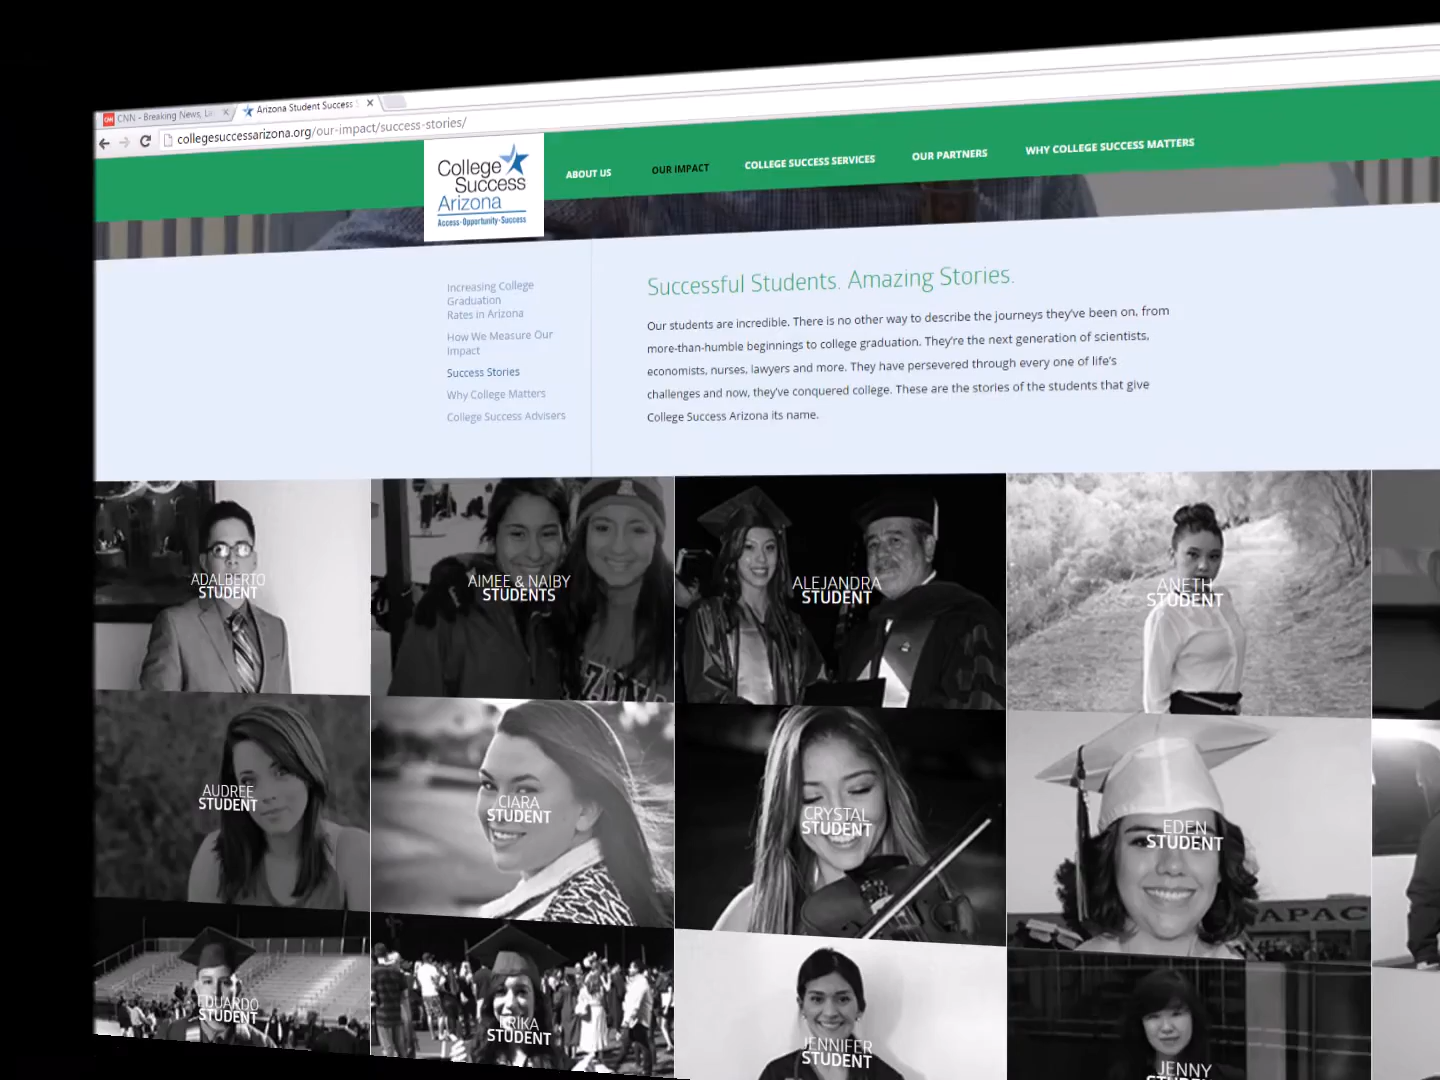 CNN - Breaking News, L
Arizona Student Success
collegesuccessarizona.org/our-impact/success-stories/
College
Success
Arizona
Access·Opportunity·Success
ABOUT US
OUR IMPACT
COLLEGE SUCCESS SERVICES
OUR PARTNERS
WHY COLLEGE SUCCESS MATTERS
Increasing College
Graduation
Rates in Arizona
How We Measure Our
Impact
Success Stories
Why College Matters
College Success Advisers
Successful Students. Amazing Stories.
Our students are incredible. There is no other way to describe the journeys they've been on, from
more-than-humble beginnings to college graduation. They're the next generation of scientists,
economists, nurses, lawyers and more. They have persevered through every one of life's
challenges and now, they've conquered college. These are the stories of the students that give
College Success Arizona its name.
ADALBERTO
STUDENT
AIMEE & NAIBY
STUDENTS
ALEJANDRA
STUDENT
ANETH
STUDENT
AUDREE
STUDENT
CIARA
STUDENT
CRYSTAL
STUDENT
EDEN
STUDENT
APAC
EDUARDO
STUDENT
ERIKA
STUDENT
JENNIFER
STUDENT
JENNY
STUDENT